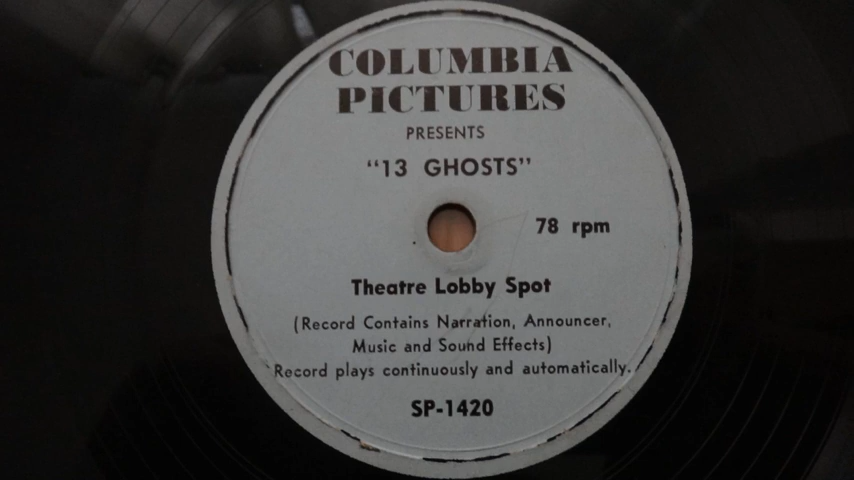 COLUMBIA
PICTURES
PRESENTS
"13 GHOSTS"
78 rpm
Theatre Lobby Spot
(Record Contains Narration, Announcer,
Music and Sound Effects)
Record plays continuously and automatically.
SP-1420